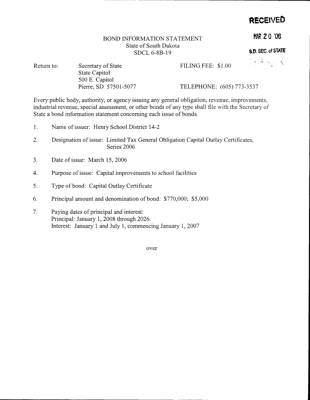 RECEIVED
MAR 20 '06
S.D. SEC. of STATE
BOND INFORMATION STATEMENT
State of South Dakota
SDCL 6-8B-19
Return to: Secretary of State FILING FEE: $1.00
State Capitol
500 E. Capitol
Pierre, SD 57501-5077 TELEPHONE: (605) 773-3537
Every public body, authority, or agency issuing any general obligation, revenue, improvements,
industrial revenue, special assessment, or other bonds of any type shall file with the Secretary of
State a bond information statement concerning each issue of bonds.
1. Name of issuer: Henry School District 14-2
2. Designation of issue: Limited Tax General Obligation Capital Outlay Certificates,
Series 2006
3. Date of issue: March 15, 2006
4. Purpose of issue: Capital improvements to school facilities
5. Type of bond: Capital Outlay Certificate
6. Principal amount and denomination of bond: $770,000; $5,000
7. Paying dates of principal and interest:
Principal: January 1, 2008 through 2026.
Interest: January 1 and July 1, commencing January 1, 2007
over